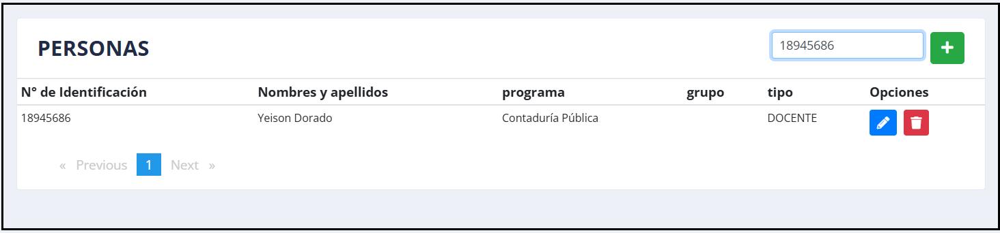 PERSONAS
18945686
+
N° de Identificación Nombres y apellidos programa grupo tipo Opciones
18945686 Yeison Dorado Contaduría Pública DOCENTE
« Previous 1 Next »